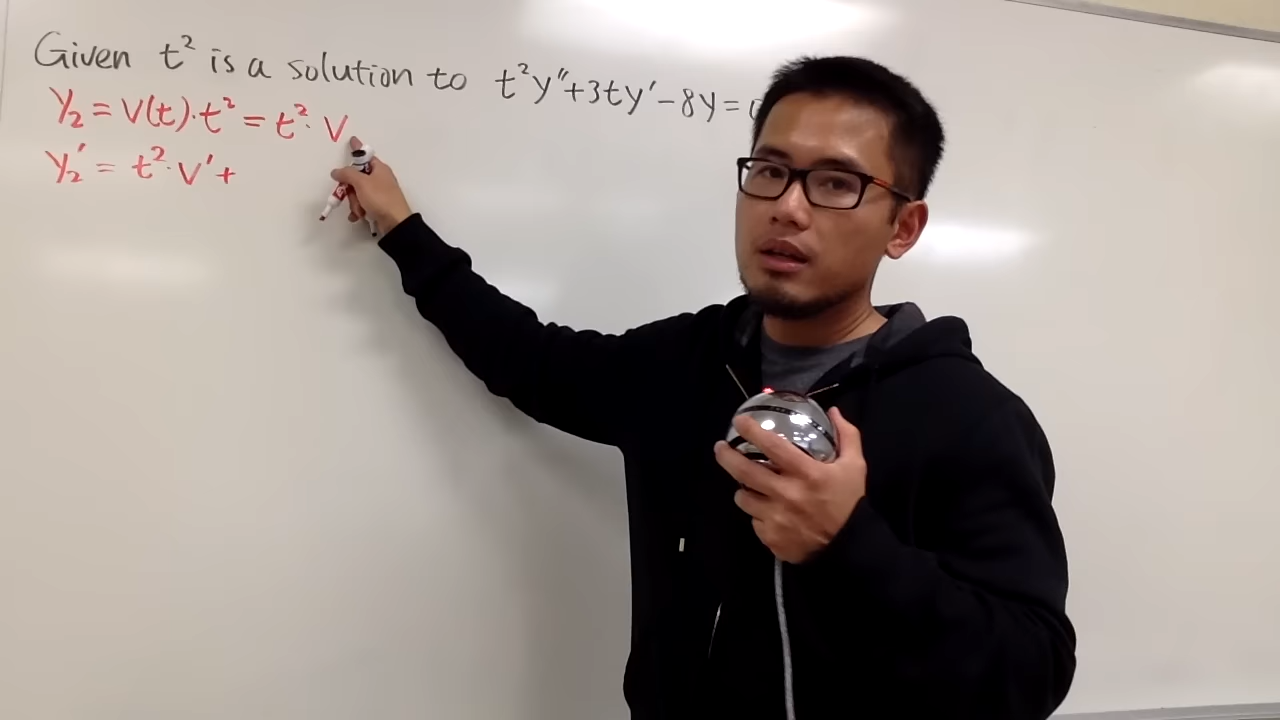 Given t² is a solution to t²y″+3ty′-8y=
y₂ = v(t)·t² = t²·v
y₂′ = t²·v′+